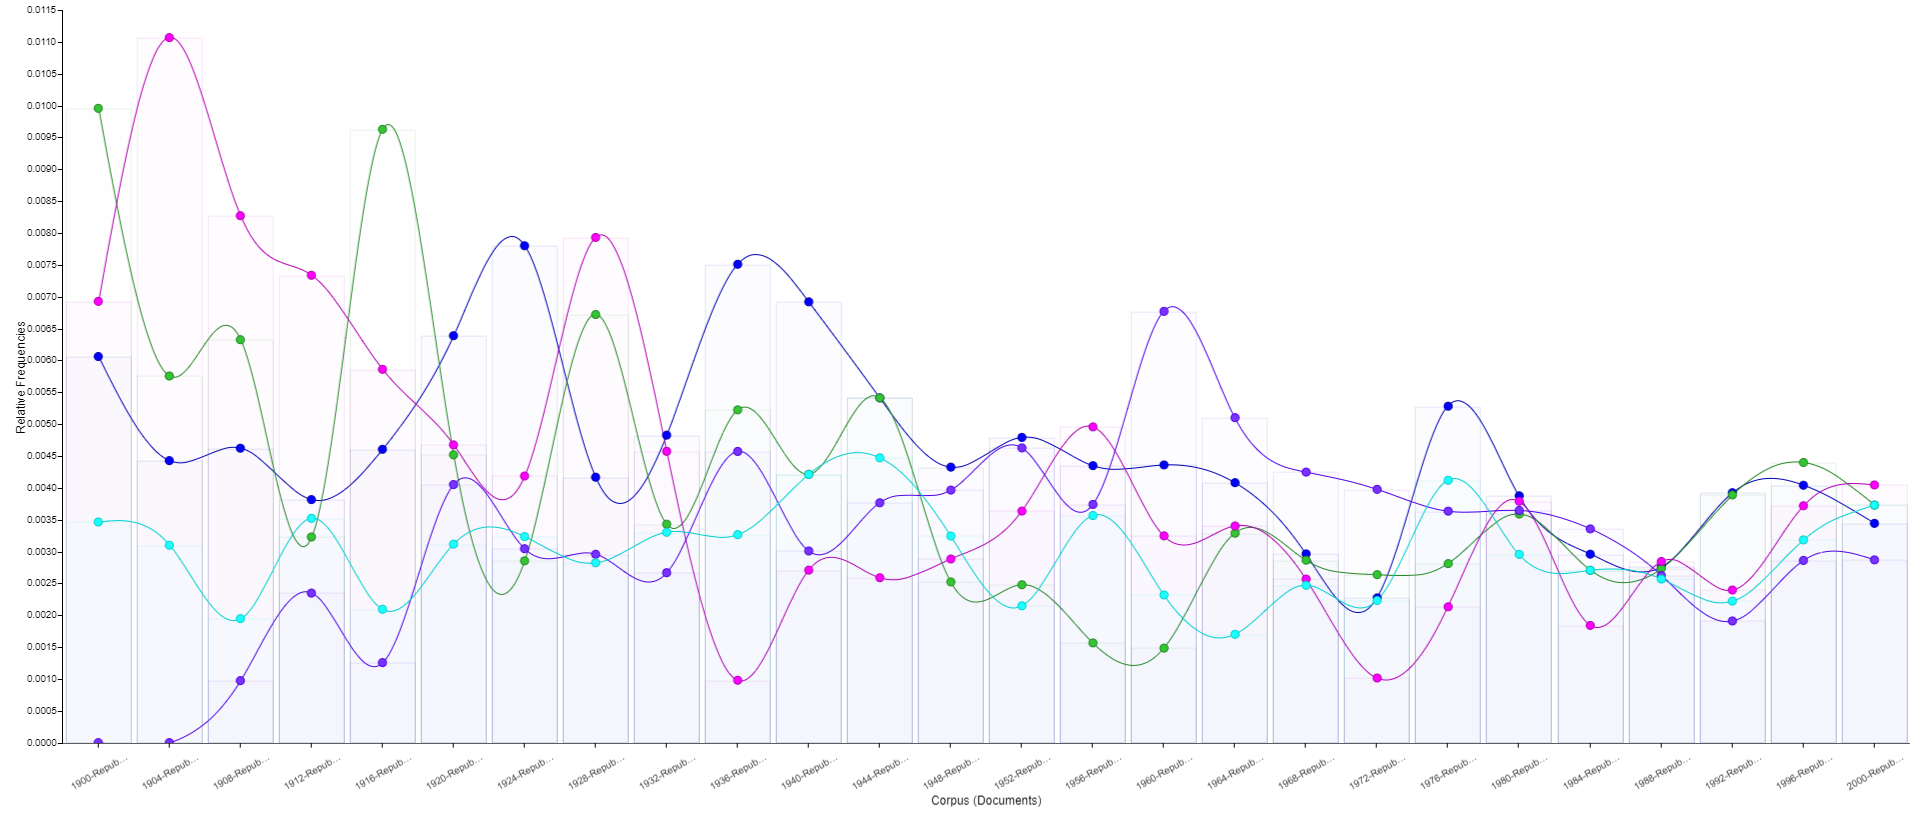 0.0115
0.0110
0.0105
0.0100
0.0095
0.0090
0.0085
0.0080
0.0075
0.0070
0.0065
0.0060
0.0055
0.0050
0.0045
0.0040
0.0035
0.0030
0.0025
0.0020
0.0015
0.0010
0.0005
0.0000
Relative Frequencies
1900-Repub...
1904-Repub...
1908-Repub...
1912-Repub...
1916-Repub...
1920-Repub...
1924-Repub...
1928-Repub...
1932-Repub...
1936-Repub...
1940-Repub...
1944-Repub...
1948-Repub...
1952-Repub...
1956-Repub...
1960-Repub...
1964-Repub...
1968-Repub...
1972-Repub...
1976-Repub...
1980-Repub...
1984-Repub...
1988-Repub...
1992-Repub...
1996-Repub...
2000-Repub...
Corpus (Documents)